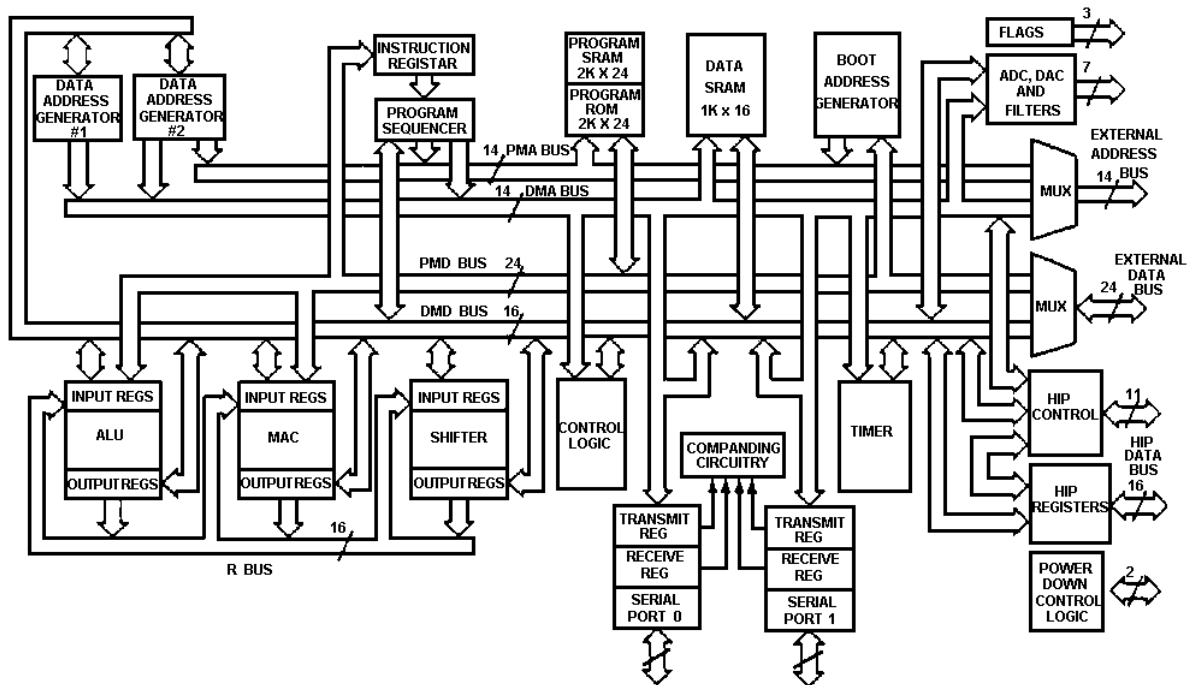 3
FLAGS
7
ADC, DAC
AND
FILTERS
INSTRUCTION
REGISTAR
PROGRAM
SRAM
2K X 24
PROGRAM
ROM
2K X 24
DATA
SRAM
1K x 16
BOOT
ADDRESS
GENERATOR
DATA
ADDRESS
GENERATOR
#1
DATA
ADDRESS
GENERATOR
#2
PROGRAM
SEQUENCER
14 PMA BUS
14 DMA BUS
PMD BUS 24
DMD BUS 16
MUX
EXTERNAL
ADDRESS
BUS
14
MUX
EXTERNAL
DATA
BUS
24
INPUT REGS
ALU
OUTPUT REGS
INPUT REGS
MAC
OUTPUT REGS
INPUT REGS
SHIFTER
OUTPUT REGS
16
R BUS
CONTROL
LOGIC
COMPANDING
CIRCUITRY
TIMER
TRANSMIT
REG
RECEIVE
REG
SERIAL
PORT 0
TRANSMIT
REG
RECEIVE
REG
SERIAL
PORT 1
HIP
CONTROL
11
HIP
DATA
BUS
16
HIP
REGISTERS
POWER
DOWN
CONTROL
LOGIC
2